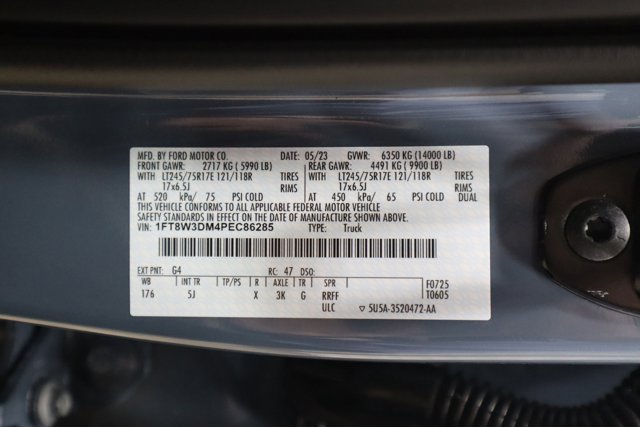 MFD. BY FORD MOTOR CO. DATE: 05/23 GVWR: 6350 KG (14000 LB)
FRONT GAWR: 2717 KG ( 5990 LB) REAR GAWR: 4491 KG ( 9900 LB)
WITH LT245/75R17E 121/118R TIRES WITH LT245/75R17E 121/118R TIRES
17x6.5J RIMS 17x6.5J RIMS
AT 520 kPa/ 75 PSI COLD AT 450 kPa/ 65 PSI COLD DUAL
THIS VEHICLE CONFORMS TO ALL APPLICABLE FEDERAL MOTOR VEHICLE
SAFETY STANDARDS IN EFFECT ON THE DATE OF MANUFACTURE SHOWN ABOVE.
VIN: 1FT8W3DM4PEC86285 TYPE: Truck
EXT PNT: G4 RC: 47 DSO:
WB INT TR TP/PS R AXLE TR SPR F0725
176 5J X 3K G RRFF T0605
ULC ▽ 5U5A-3520472-AA